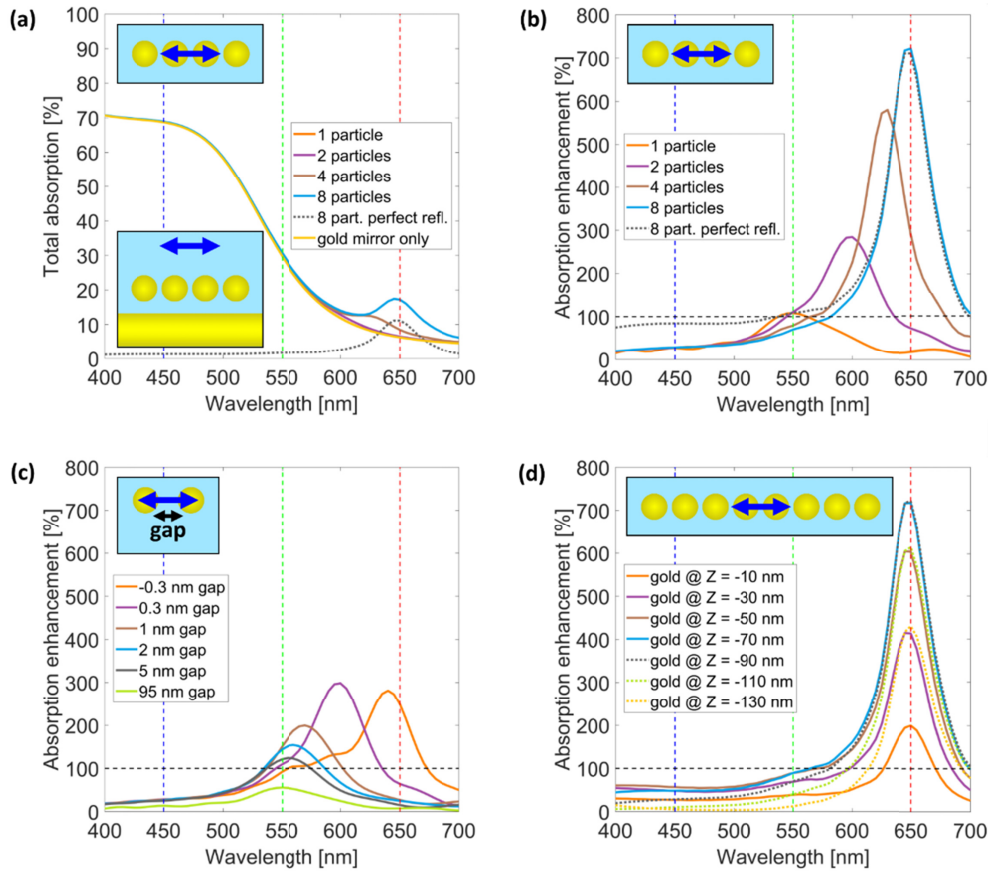 (a)
Total absorption [%]
100
90
80
70
60
50
40
30
20
10
0
1 particle
2 particles
4 particles
8 particles
8 part. perfect refl.
gold mirror only
400 450 500 550 600 650 700
Wavelength [nm]
(b)
Absorption enhancement [%]
800
700
600
500
400
300
200
100
0
1 particle
2 particles
4 particles
8 particles
8 part. perfect refl.
400 450 500 550 600 650 700
Wavelength [nm]
(c)
Absorption enhancement [%]
800
700
600
500
400
300
200
100
0
gap
-0.3 nm gap
0.3 nm gap
1 nm gap
2 nm gap
5 nm gap
95 nm gap
400 450 500 550 600 650 700
Wavelength [nm]
(d)
Absorption enhancement [%]
800
700
600
500
400
300
200
100
0
gold @ Z = -10 nm
gold @ Z = -30 nm
gold @ Z = -50 nm
gold @ Z = -70 nm
gold @ Z = -90 nm
gold @ Z = -110 nm
gold @ Z = -130 nm
400 450 500 550 600 650 700
Wavelength [nm]